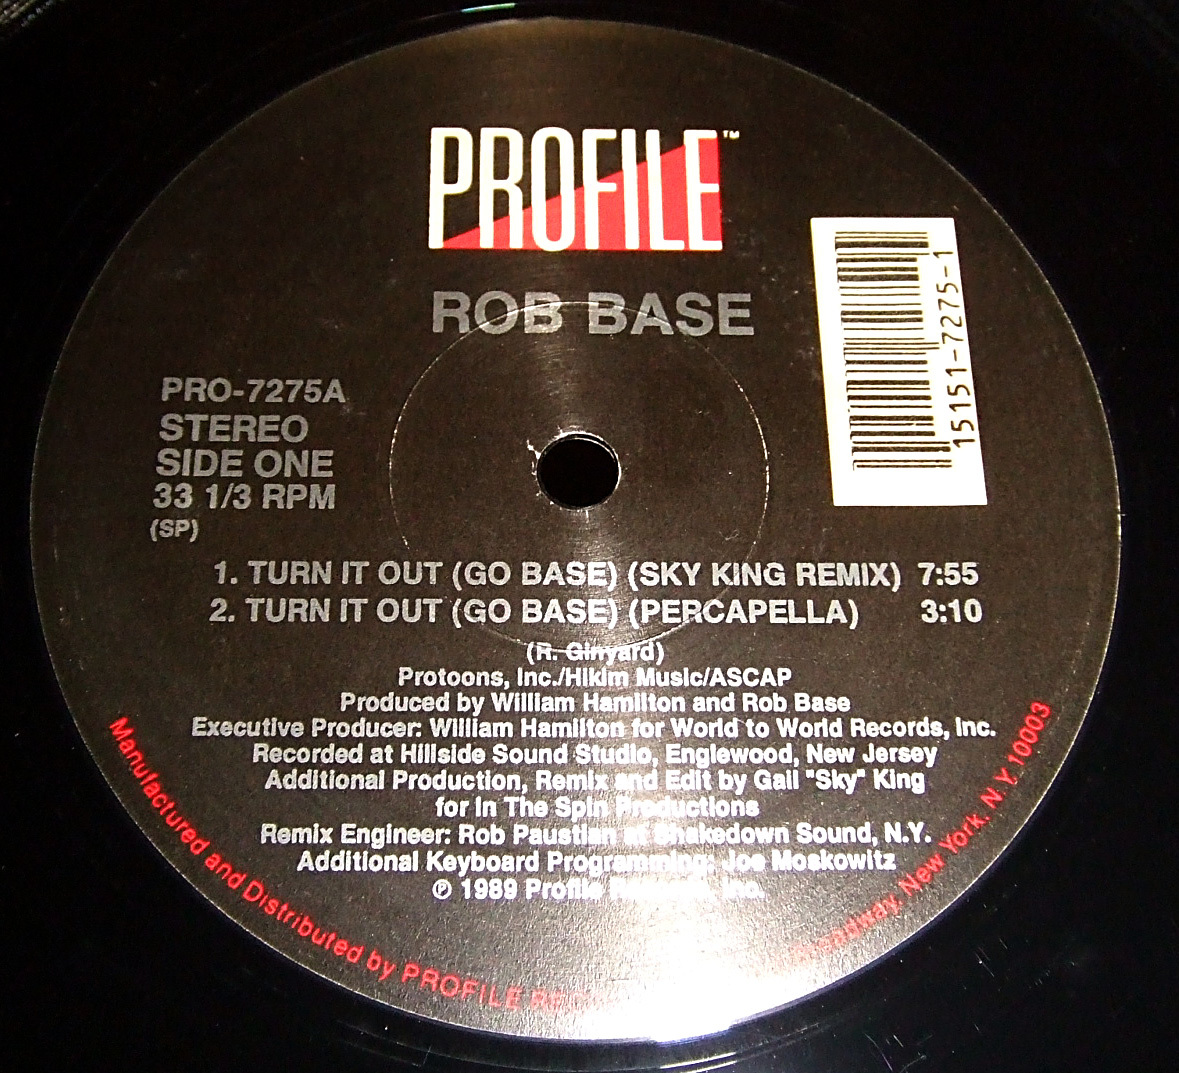 PROFILE™
ROB BASE
15151-7275-1
PRO-7275A
STEREO
SIDE ONE
33 1/3 RPM
(SP)
1. TURN IT OUT (GO BASE) (SKY KING REMIX) 7:55
2. TURN IT OUT (GO BASE) (PERCAPELLA) 3:10
(R. Ginyard)
Protoons, Inc./Hikim Music/ASCAP
Produced by William Hamilton and Rob Base
Executive Producer: William Hamilton for World to World Records, Inc.
Recorded at Hillside Sound Studio, Englewood, New Jersey
Additional Production, Remix and Edit by Gail "Sky" King
for In The Spin Productions
Remix Engineer: Rob Paustian at Shakedown Sound, N.Y.
Additional Keyboard Programming: Joe Moskowitz
℗ 1989 Profile Records, Inc.
Manufactured and Distributed by PROFILE Broadway, New York, N.Y. 10003